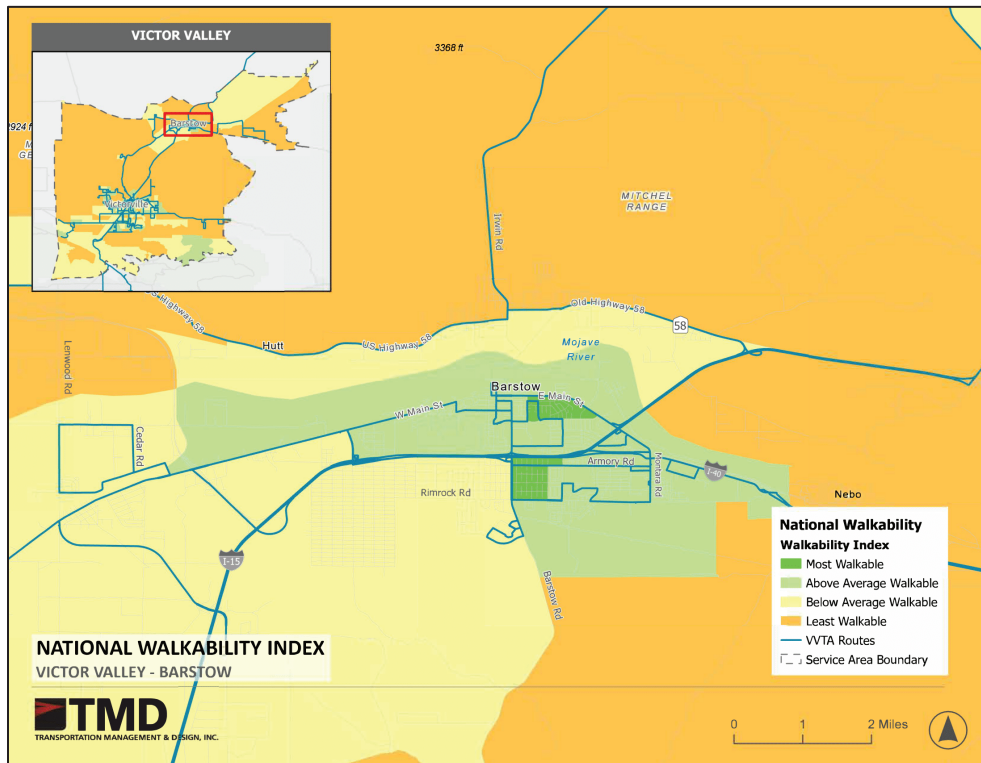 VICTOR VALLEY
Barstow
Victorville
3368 ft
MITCHEL
RANGE
Irwin Rd
Old Highway 58
58
US Highway 58
Hutt
US Highway 58
Mojave
River
Lenwood Rd
Barstow
E Main St
W Main St
Cedar Rd
Armory Rd
Montara Rd
I-40
Rimrock Rd
Nebo
I-15
Barstow Rd
National Walkability
Walkability Index
Most Walkable
Above Average Walkable
Below Average Walkable
Least Walkable
VVTA Routes
Service Area Boundary
NATIONAL WALKABILITY INDEX
VICTOR VALLEY - BARSTOW
TMD
TRANSPORTATION MANAGEMENT & DESIGN, INC.
0 1 2 Miles